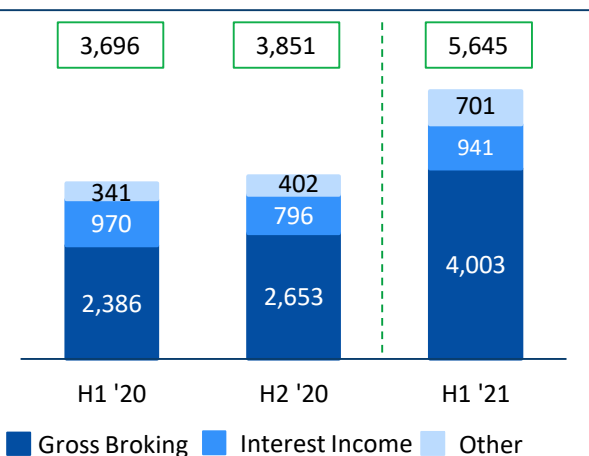 3,696 3,851 5,645
701
341 402 941
970 796
2,386 2,653 4,003
H1 '20 H2 '20 H1 '21
Gross Broking Interest Income Other